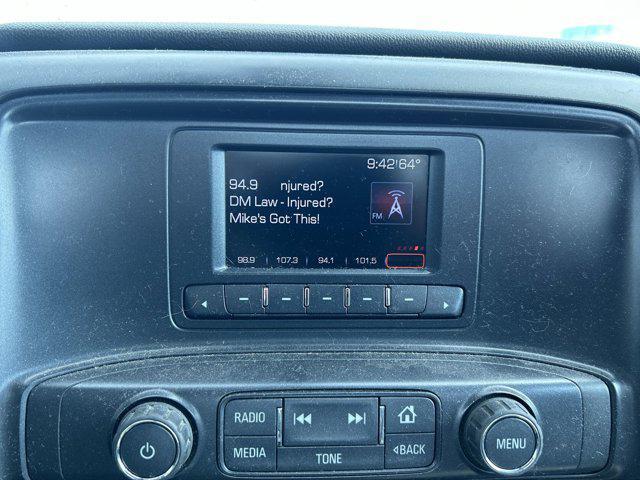 9:42'64°
94.9 njured?
DM Law - Injured?
Mike's Got This!
FM
98.9 107.3 94.1 101.5
RADIO
MEDIA
TONE
BACK
MENU